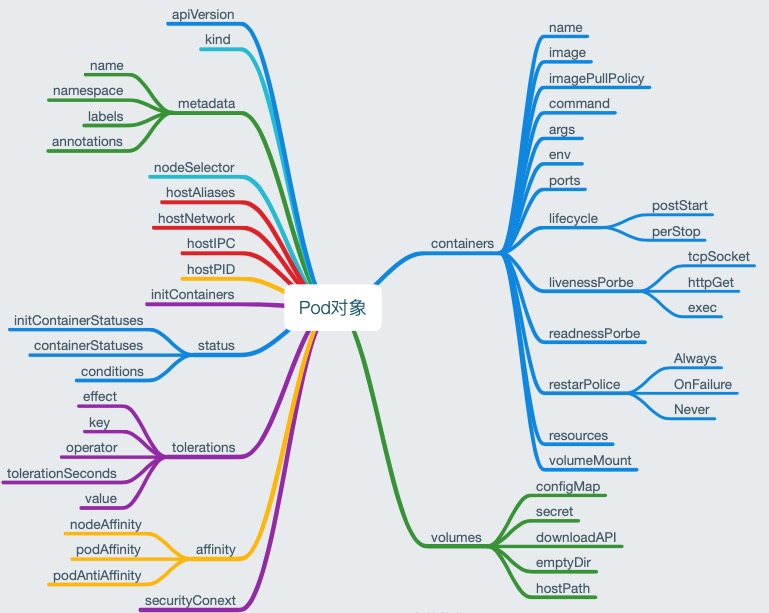 apiVersion
kind
name
namespace
labels
annotations
metadata
nodeSelector
hostAliases
hostNetwork
hostIPC
hostPID
initContainers
initContainerStatuses
containerStatuses
conditions
status
effect
key
operator
tolerationSeconds
value
tolerations
nodeAffinity
podAffinity
podAntiAffinity
affinity
securityConext
Pod对象
containers
name
image
imagePullPolicy
command
args
env
ports
lifecycle
postStart
perStop
livenessPorbe
tcpSocket
httpGet
exec
readnessPorbe
restarPolice
Always
OnFailure
Never
resources
volumeMount
volumes
configMap
secret
downloadAPI
emptyDir
hostPath